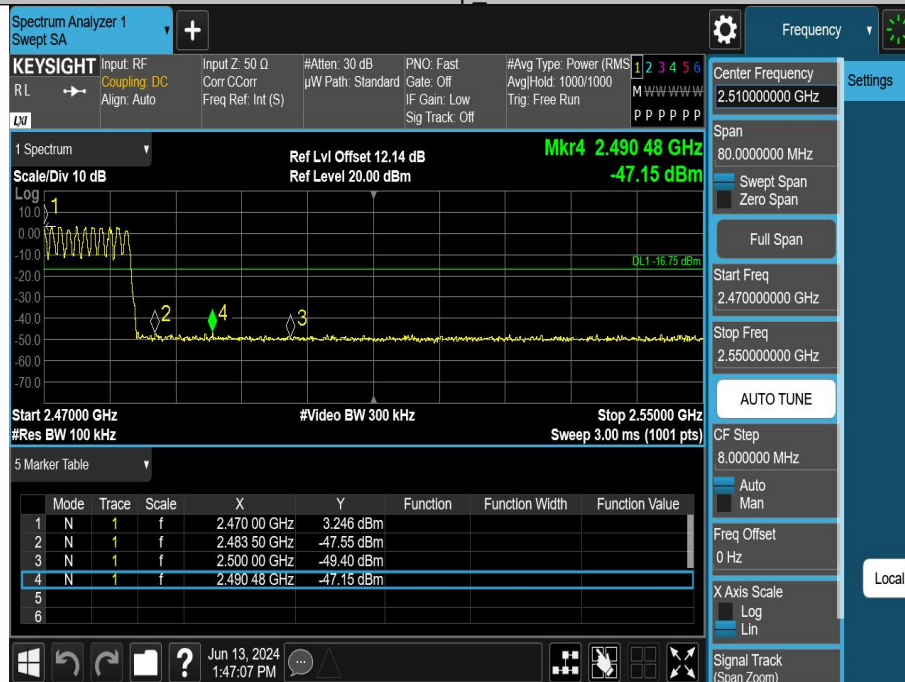 Spectrum Analyzer 1
Swept SA
Frequency
KEYSIGHT
RL
LXI
Input: RF
Coupling: DC
Align: Auto
Input Z: 50 Ω
Corr CCorr
Freq Ref: Int (S)
#Atten: 30 dB
µW Path: Standard
PNO: Fast
Gate: Off
IF Gain: Low
Sig Track: Off
#Avg Type: Power (RMS
Avg|Hold: 1000/1000
Trig: Free Run
1 2 3 4 5 6
M W W W W W
P P P P P P
1 Spectrum
Scale/Div 10 dB
Ref Lvl Offset 12.14 dB
Ref Level 20.00 dBm
Mkr4 2.490 48 GHz
-47.15 dBm
Log
10.0
0.00
-10.0
-20.0
-30.0
-40.0
-50.0
-60.0
-70.0
1
2
4
3
DL1 -16.75 dBm
Start 2.47000 GHz
#Video BW 300 kHz
Stop 2.55000 GHz
#Res BW 100 kHz
Sweep 3.00 ms (1001 pts)
5 Marker Table
Mode Trace Scale X Y Function Function Width Function Value
1 N 1 f 2.470 00 GHz 3.246 dBm
2 N 1 f 2.483 50 GHz -47.55 dBm
3 N 1 f 2.500 00 GHz -49.40 dBm
4 N 1 f 2.490 48 GHz -47.15 dBm
5
6
Jun 13, 2024
1:47:07 PM
Center Frequency
2.510000000 GHz
Settings
Span
80.0000000 MHz
Swept Span
Zero Span
Full Span
Start Freq
2.470000000 GHz
Stop Freq
2.550000000 GHz
AUTO TUNE
CF Step
8.000000 MHz
Auto
Man
Freq Offset
0 Hz
Local
X Axis Scale
Log
Lin
Signal Track
(Span Zoom)